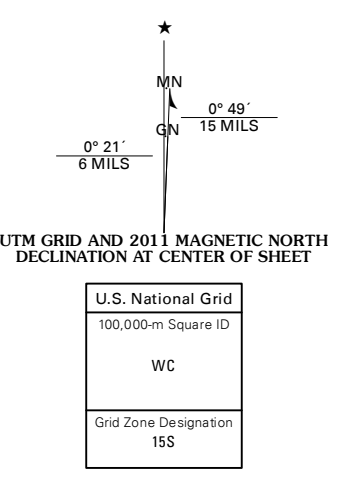 ★
MN
0° 49´
15 MILS
GN
0° 21´
6 MILS
UTM GRID AND 2011 MAGNETIC NORTH
DECLINATION AT CENTER OF SHEET
U.S. National Grid
100,000-m Square ID
WC
Grid Zone Designation
15S